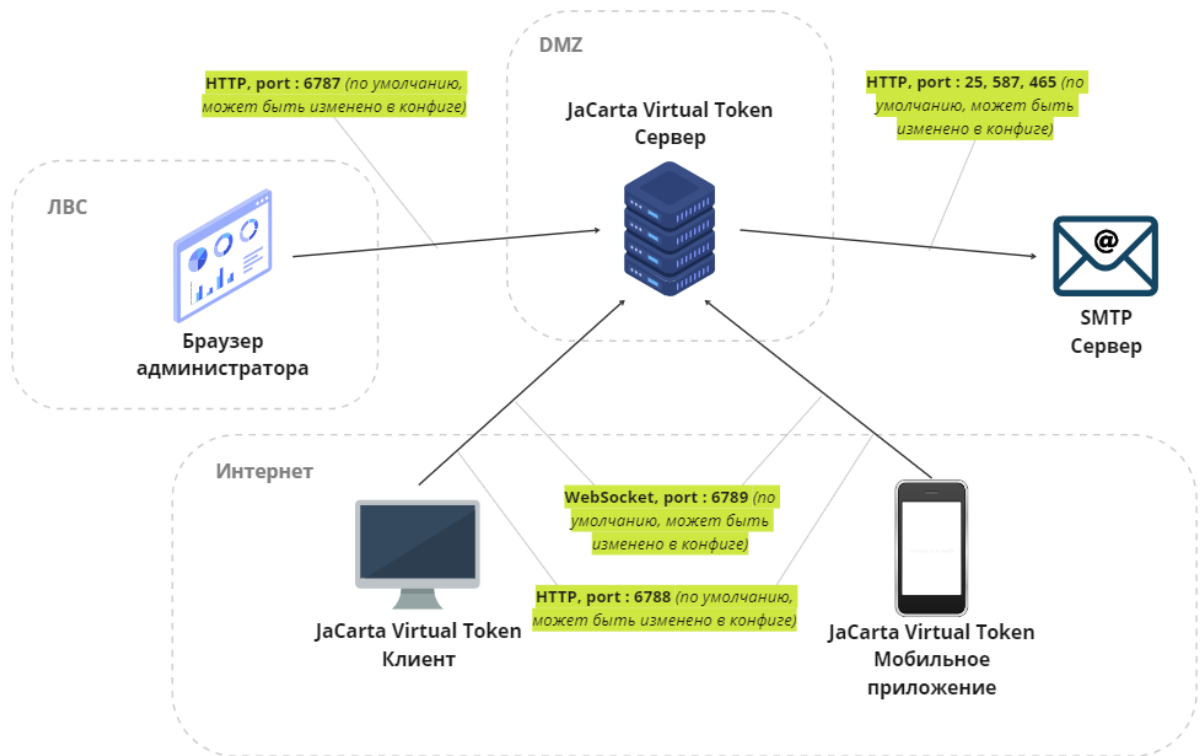 DMZ
HTTP, port : 6787 (по умолчанию,
может быть изменено в конфиге)
HTTP, port : 25, 587, 465 (по
умолчанию, может быть
изменено в конфиге)
JaCarta Virtual Token
Сервер
ЛВС
@
Браузер
администратора
SMTP
Сервер
Интернет
WebSocket, port : 6789 (по
умолчанию, может быть
изменено в конфиге)
HTTP, port : 6788 (по умолчанию,
может быть изменено в конфиге)
JaCarta Virtual Token
Клиент
JaCarta Virtual Token
Мобильное
приложение